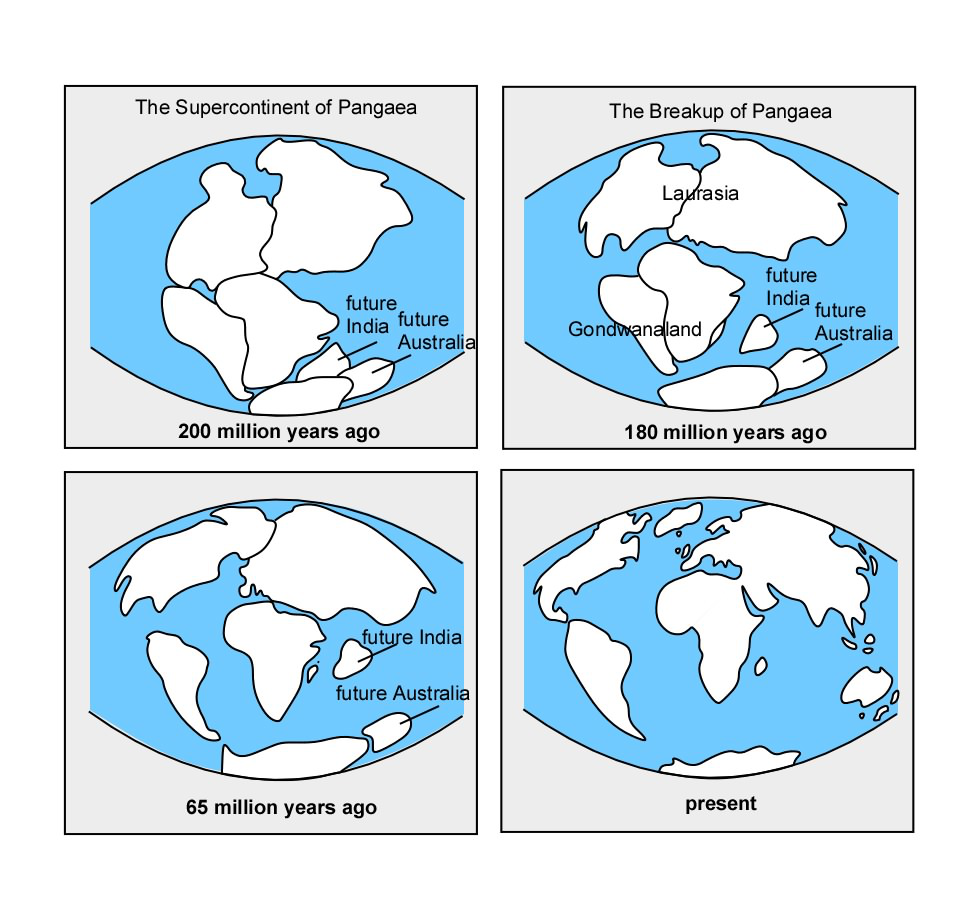 The Supercontinent of Pangaea
future
India
future
Australia
200 million years ago
The Breakup of Pangaea
Laurasia
future
India
future
Australia
Gondwanaland
180 million years ago
future India
future Australia
65 million years ago
present